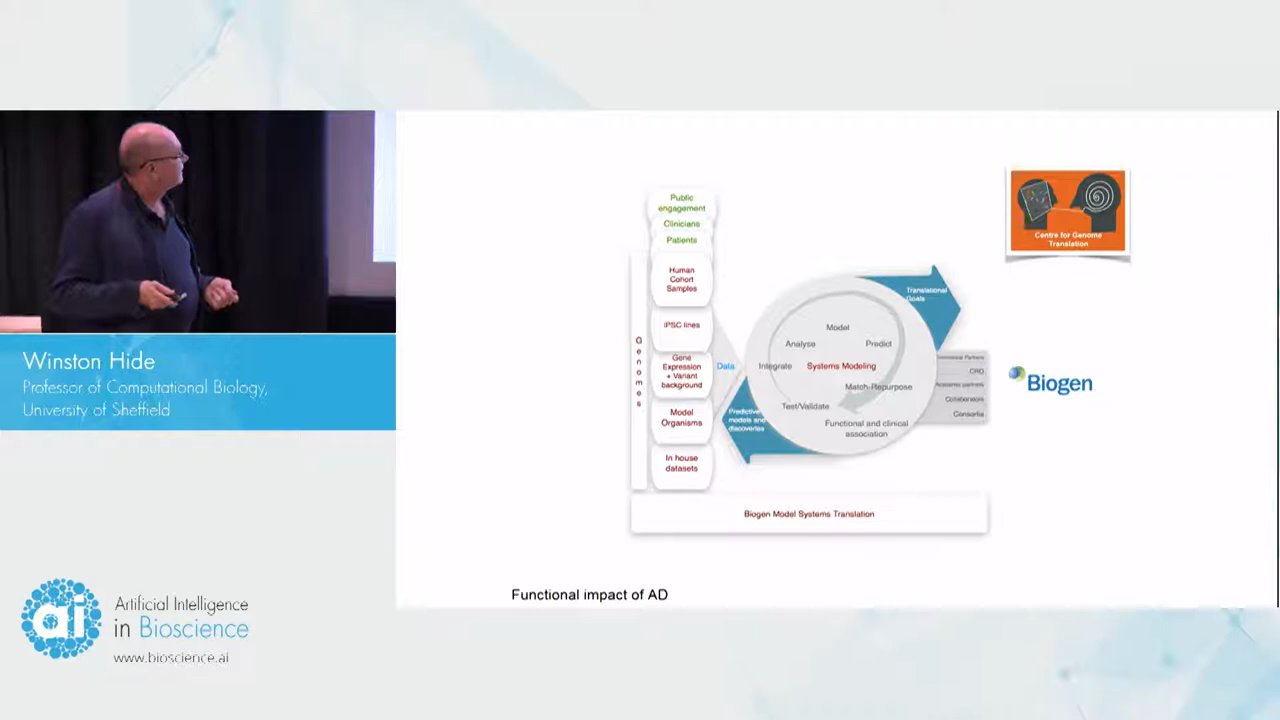 Winston Hide
Professor of Computational Biology,
University of Sheffield
ai
Artificial Intelligence
in Bioscience
www.bioscience.ai
Public
engagement
Clinicians
Patients
Human
Cohort
Samples
iPSC lines
Gene
Expression
+ Variant
background
Model
Organisms
In house
datasets
Genomes
Data
Translational
Goals
Model
Analyse
Predict
Integrate
Systems Modeling
Match-Repurpose
Test/Validate
Functional and clinical
association
Predictive
models and
discoveries
Partners
CRO
Academic partners
Collaborators
Consortia
Biogen Model Systems Translation
Centre for Genome
Translation
Biogen
Functional impact of AD